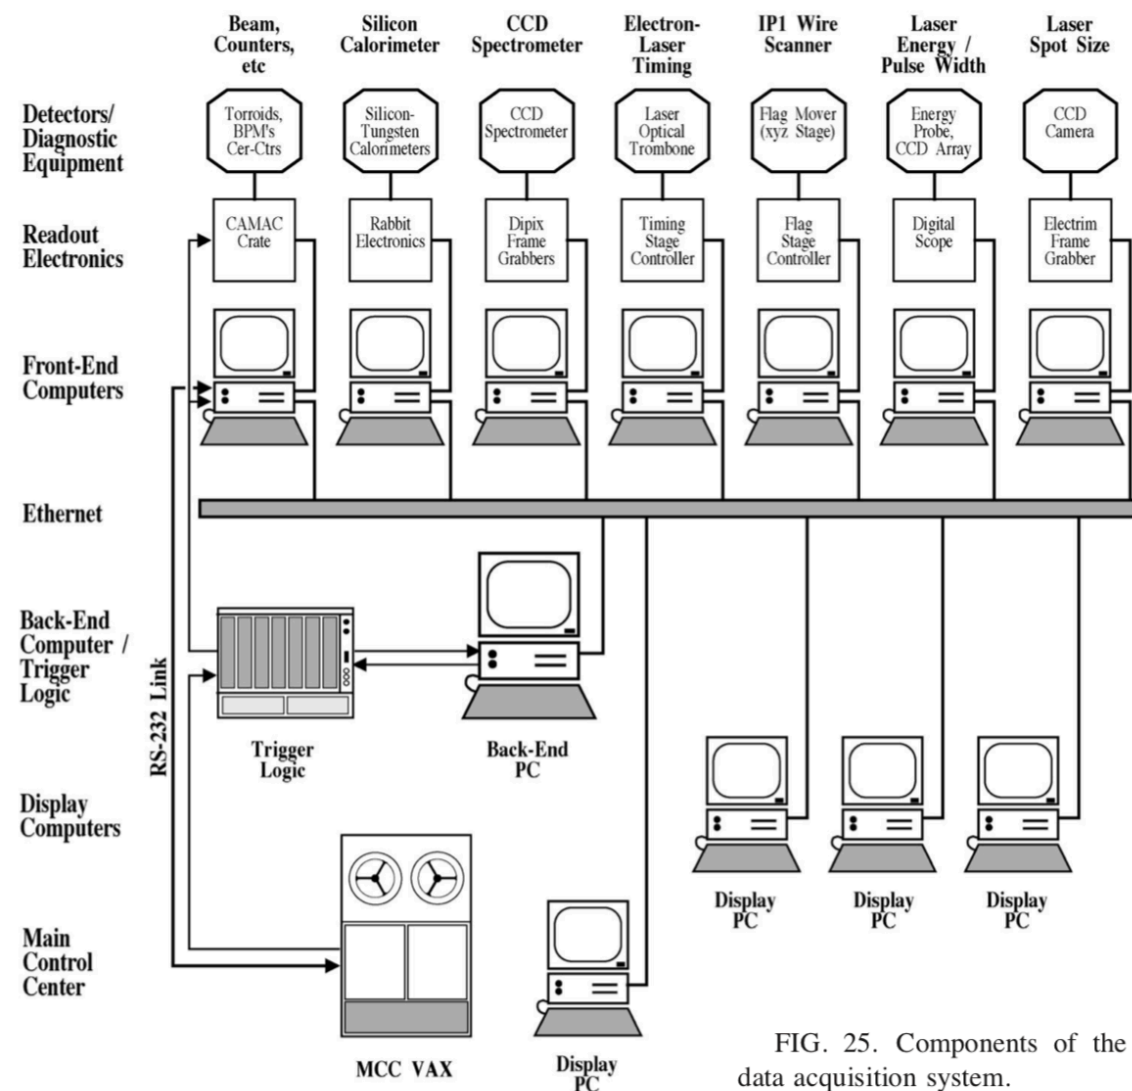 Beam,
Counters,
etc
Silicon
Calorimeter
CCD
Spectrometer
Electron-
Laser
Timing
IP1 Wire
Scanner
Laser
Energy /
Pulse Width
Laser
Spot Size
Detectors/
Diagnostic
Equipment
Torroids,
BPM's
Cer-Ctrs
Silicon-
Tungsten
Calorimeters
CCD
Spectrometer
Laser
Optical
Trombone
Flag Mover
(xyz Stage)
Energy
Probe,
CCD Array
CCD
Camera
Readout
Electronics
CAMAC
Crate
Rabbit
Electronics
Dipix
Frame
Grabbers
Timing
Stage
Controller
Flag
Stage
Controller
Digital
Scope
Electrim
Frame
Grabber
Front-End
Computers
Ethernet
Back-End
Computer /
Trigger
Logic
RS-232 Link
Trigger
Logic
Back-End
PC
Display
Computers
Display
PC
Display
PC
Display
PC
Main
Control
Center
MCC VAX
Display
PC
FIG. 25. Components of the
data acquisition system.